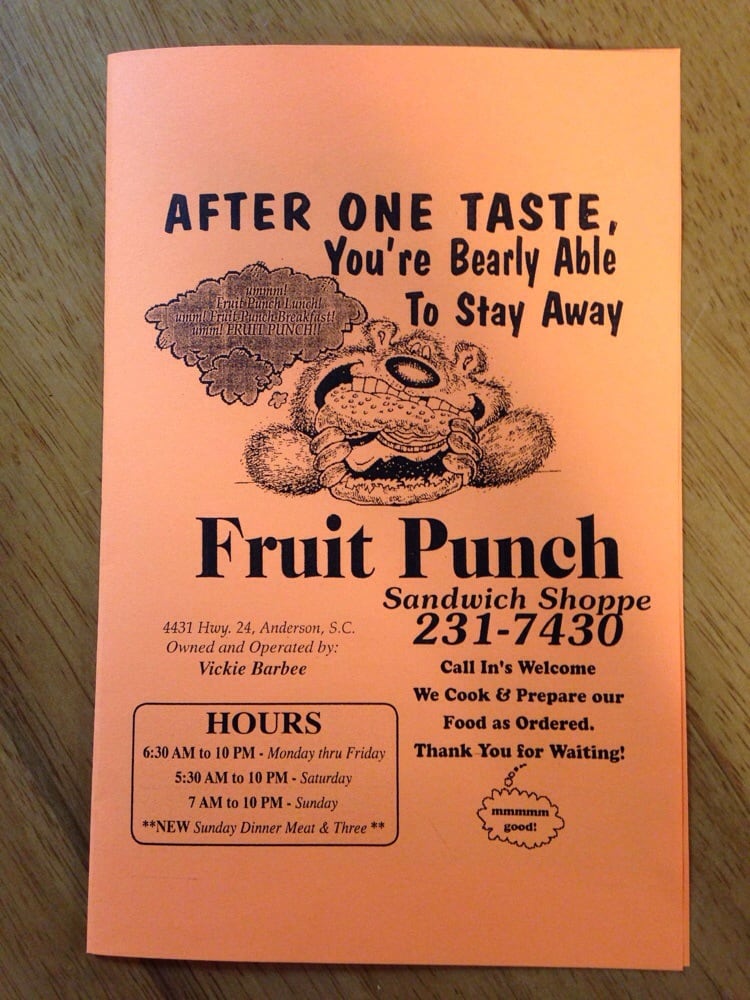 AFTER ONE TASTE,
You're Bearly Able
To Stay Away
umm!
Fruit Punch Lunch!
umm! Fruit Punch Breakfast!
umm! FRUIT PUNCH!!
Fruit Punch
Sandwich Shoppe
231-7430
4431 Hwy. 24, Anderson, S.C.
Owned and Operated by:
Vickie Barbee
Call In's Welcome
We Cook & Prepare our
Food as Ordered.
Thank You for Waiting!
mmmmm
good!
HOURS
6:30 AM to 10 PM - Monday thru Friday
5:30 AM to 10 PM - Saturday
7 AM to 10 PM - Sunday
**NEW Sunday Dinner Meat & Three **